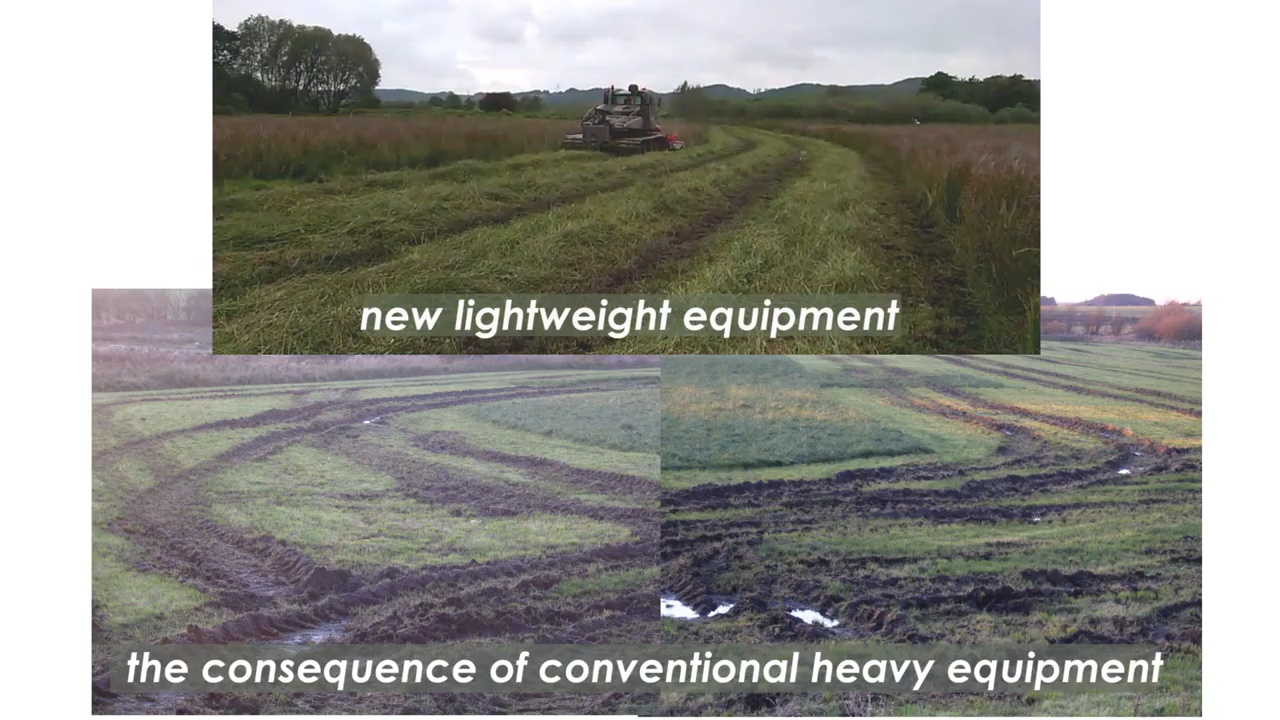 new lightweight equipment
the consequence of conventional heavy equipment